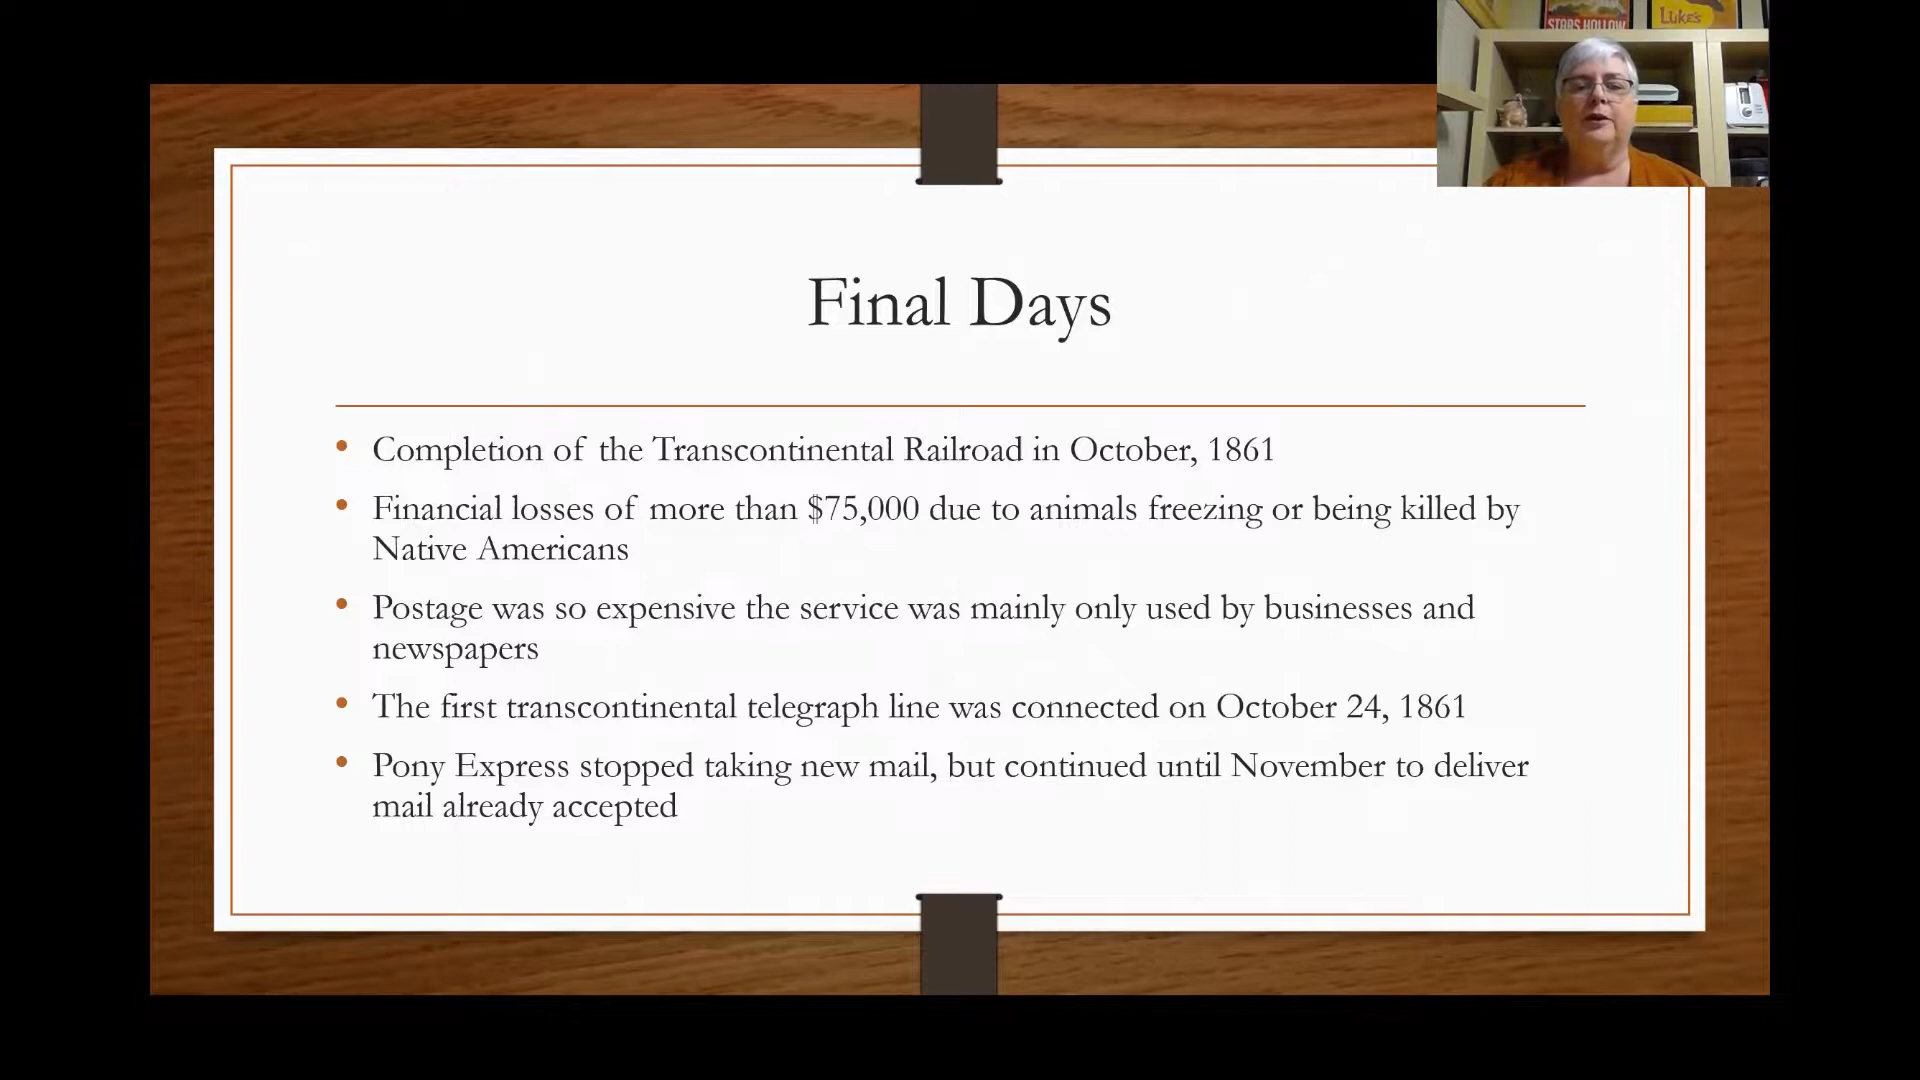 STARS HOLLOW
Luke's
Final Days
• Completion of the Transcontinental Railroad in October, 1861
• Financial losses of more than $75,000 due to animals freezing or being killed by
Native Americans
• Postage was so expensive the service was mainly only used by businesses and
newspapers
• The first transcontinental telegraph line was connected on October 24, 1861
• Pony Express stopped taking new mail, but continued until November to deliver
mail already accepted